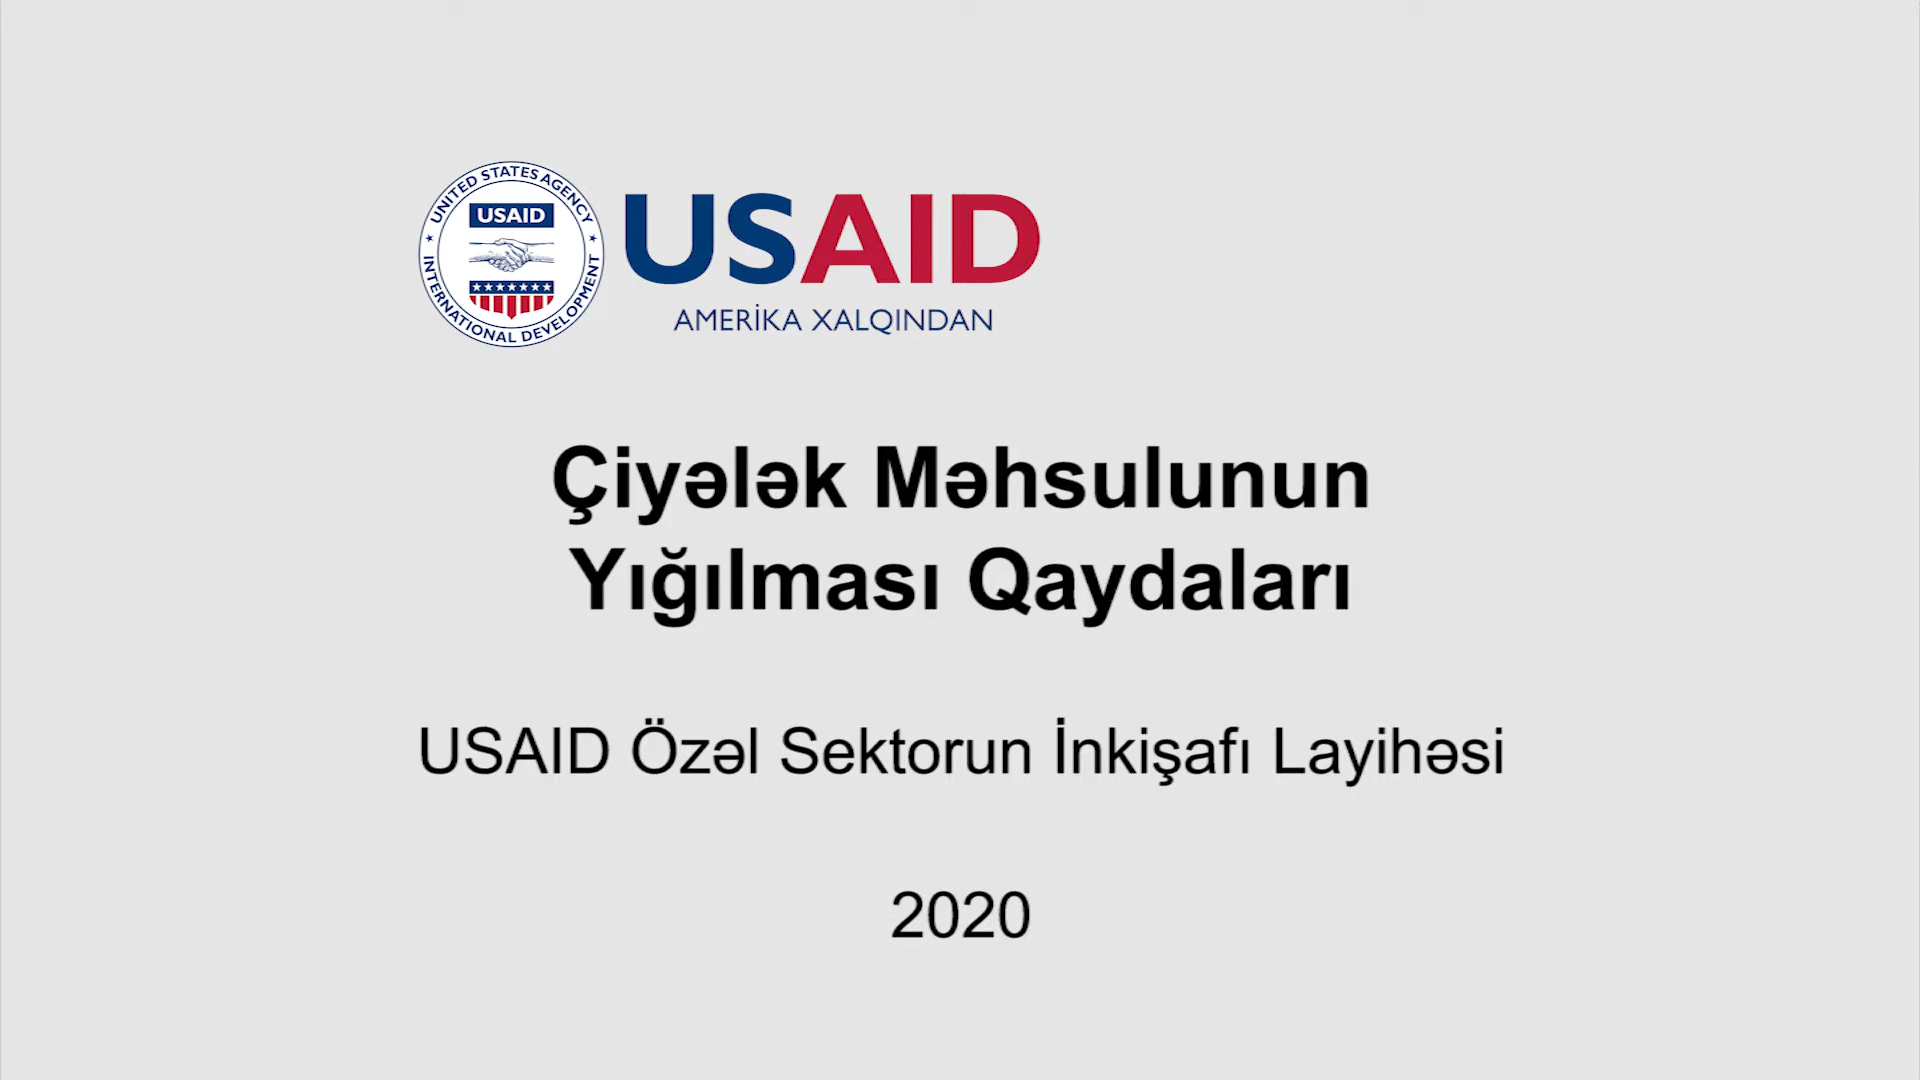 UNITED STATES AGENCY
USAID
INTERNATIONAL DEVELOPMENT
USAID
AMERİKA XALQINDAN
Çiyələk Məhsulunun
Yığılması Qaydaları
USAID Özəl Sektorun İnkişafı Layihəsi
2020